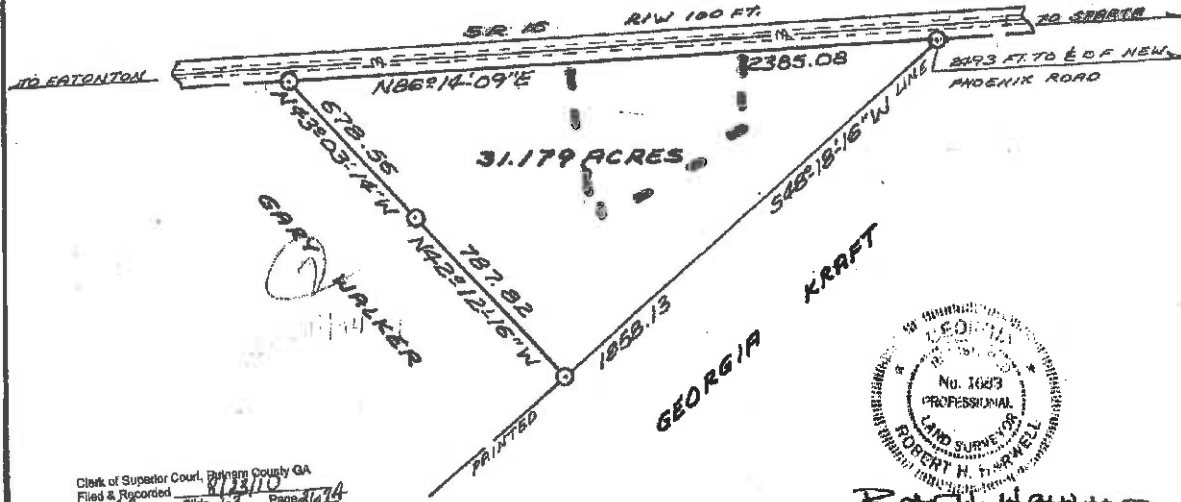 S.R. 16
R/W 100 FT.
TO SPARTA
TO EATONTON
N86°14'-09"E
2385.08
2493 FT. TO ℄ OF NEW
PHOENIX ROAD
678.56
N43°03'-14"W
31.179 ACRES
S48°-18'-16"W LINE
GARY
WALKER
787.82
N42°12'-16"W
1858.13
GEORGIA KRAFT
PAINTED
GEORGIA
No. 1683
PROFESSIONAL
LAND SURVEYOR
ROBERT H. HARWELL
Clerk of Superior Court, Putnam County GA
Filed & Recorded
Page